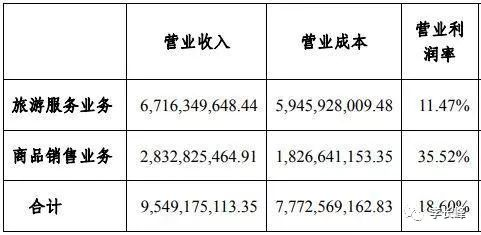 营业收入 营业成本 营业利
润率
旅游服务业务 6,716,349,648.44 5,945,928,009.48 11.47%
商品销售业务 2,832,825,464.91 1,826,641,153.35 35.52%
合计 9,549,175,113.35 7,772,569,162.83 18.60%
李长峰